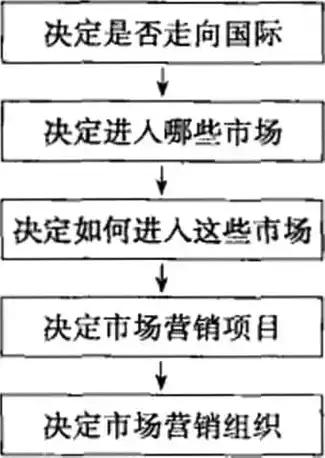 决定是否走向国际
决定进入哪些市场
决定如何进入这些市场
决定市场营销项目
决定市场营销组织